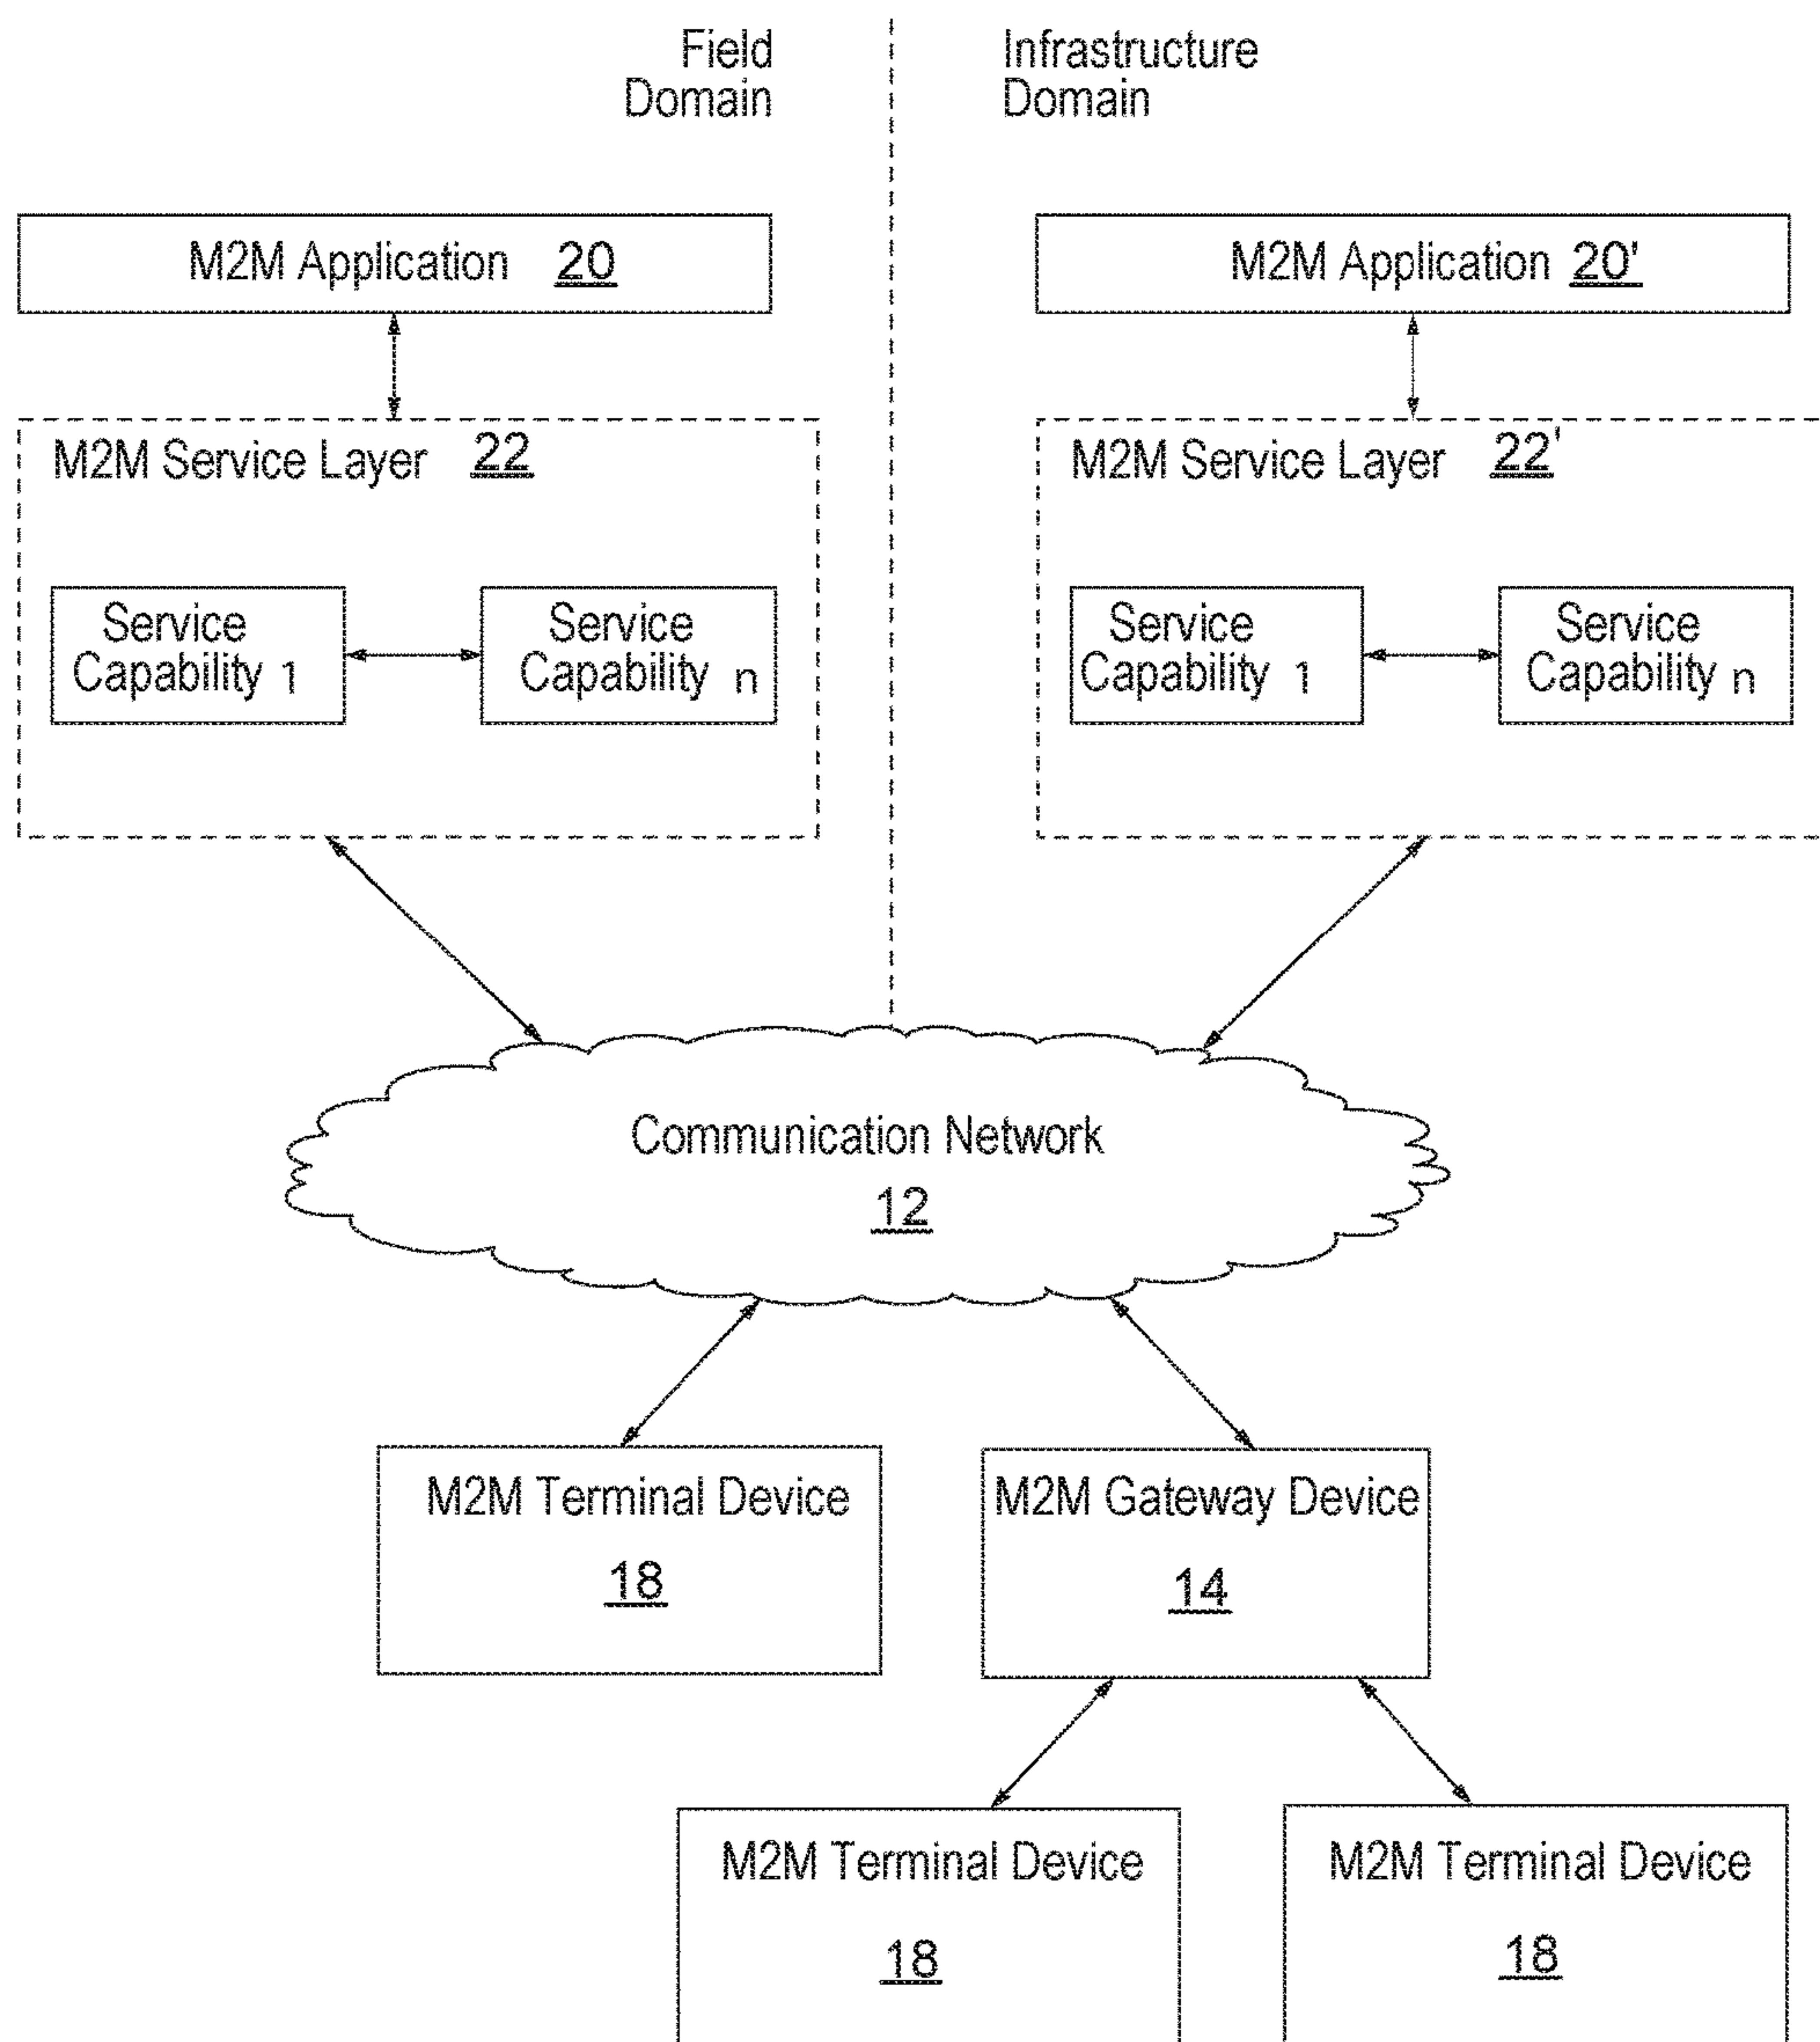 Field
Domain
Infrastructure
Domain
M2M Application 20
M2M Application 20'
M2M Service Layer 22
M2M Service Layer 22'
Service
Capability 1
Service
Capability n
Service
Capability 1
Service
Capability n
Communication Network
12
M2M Terminal Device
18
M2M Gateway Device
14
M2M Terminal Device
18
M2M Terminal Device
18